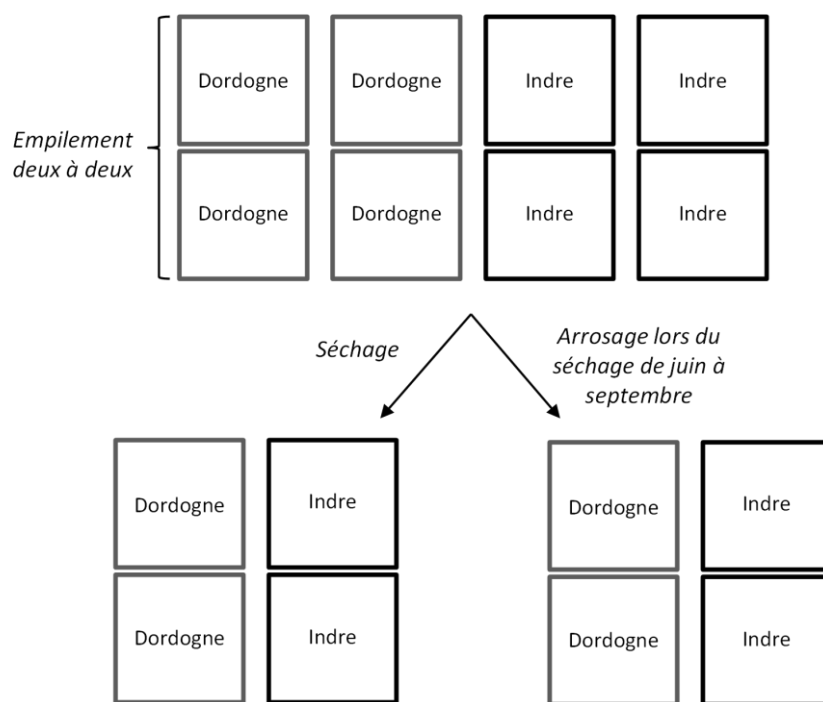 Dordogne
Dordogne
Indre
Indre
Empilement
deux à deux
Dordogne
Dordogne
Indre
Indre
Séchage
Arrosage lors du
séchage de juin à
septembre
Dordogne
Indre
Dordogne
Indre
Dordogne
Indre
Dordogne
Indre